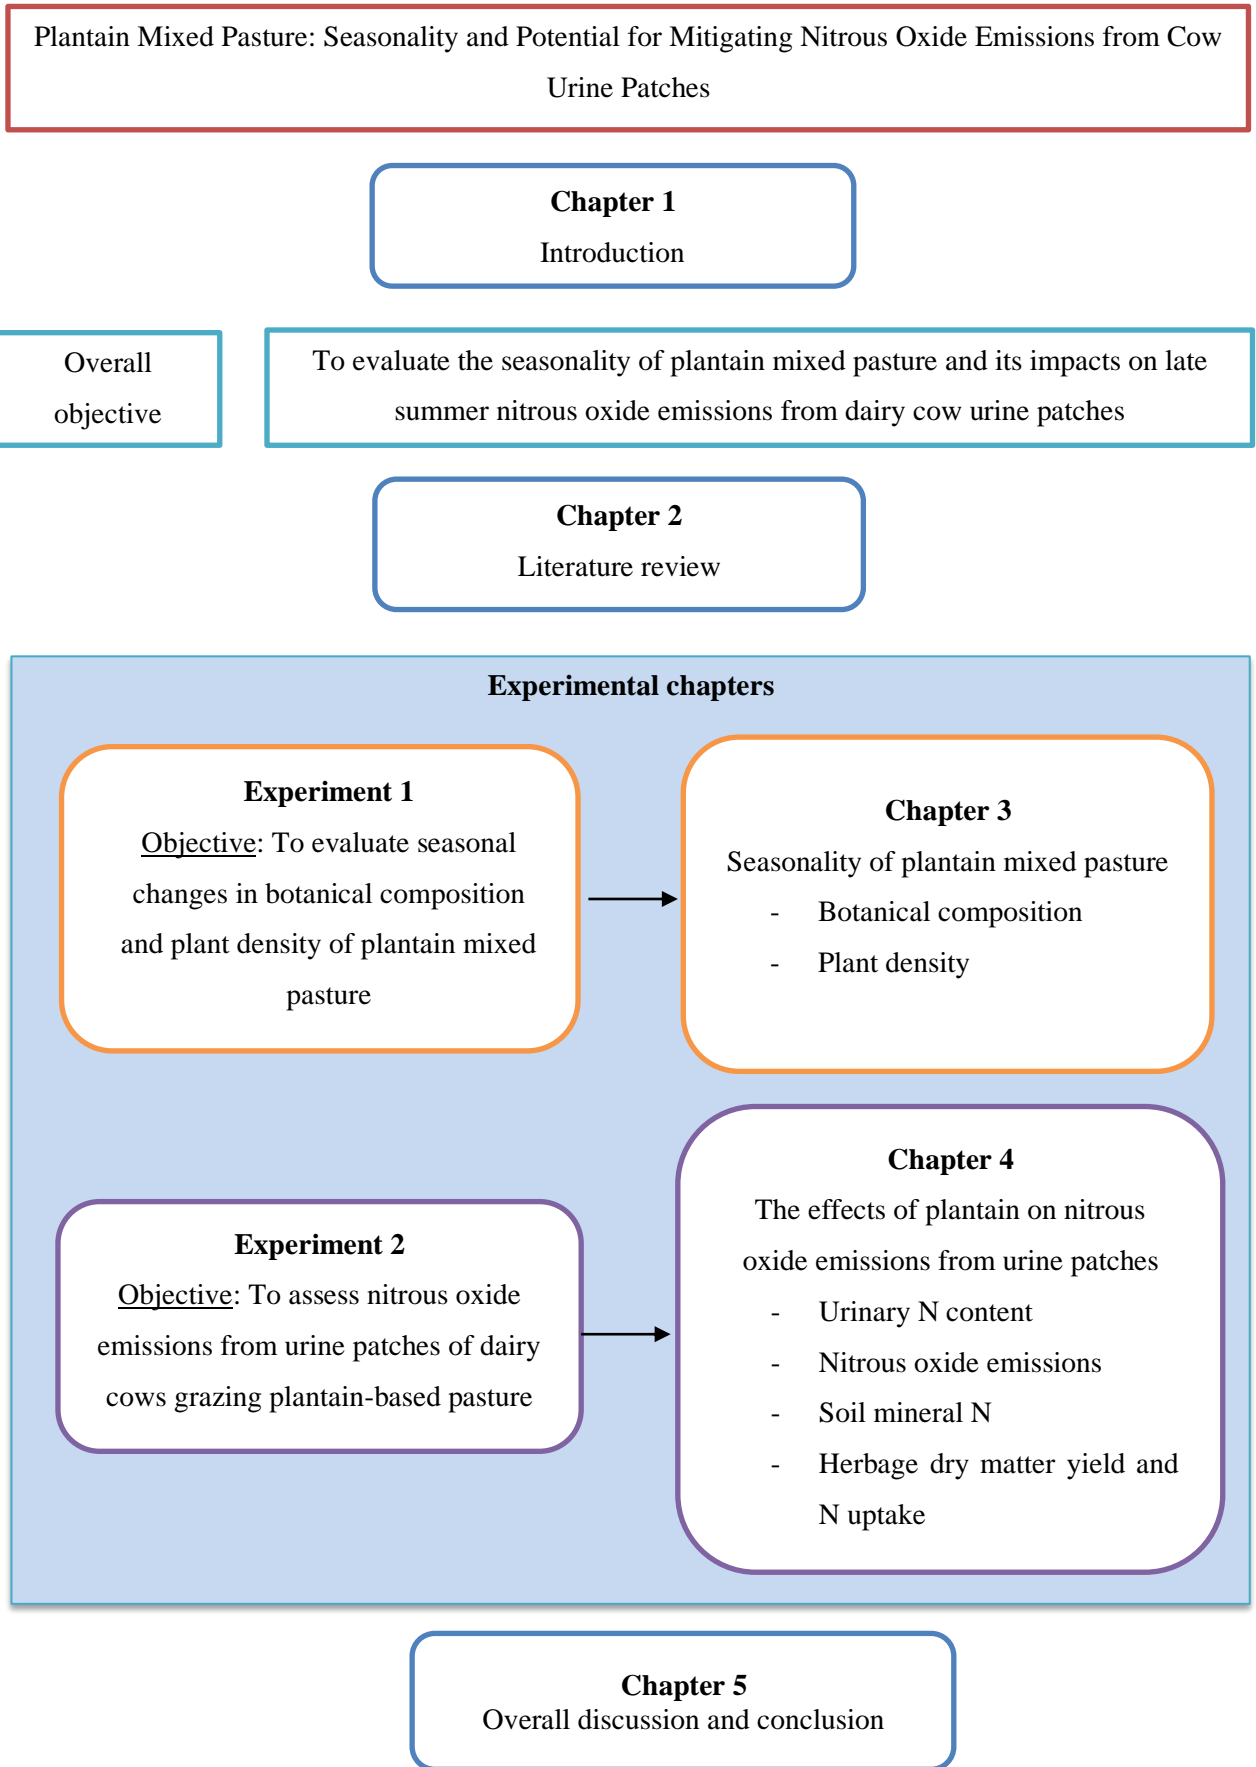 Plantain Mixed Pasture: Seasonality and Potential for Mitigating Nitrous Oxide Emissions from Cow
Urine Patches
Chapter 1
Introduction
Overall
objective
To evaluate the seasonality of plantain mixed pasture and its impacts on late
summer nitrous oxide emissions from dairy cow urine patches
Chapter 2
Literature review
Experimental chapters
Experiment 1
Objective: To evaluate seasonal
changes in botanical composition
and plant density of plantain mixed
pasture
Chapter 3
Seasonality of plantain mixed pasture
- Botanical composition
- Plant density
Experiment 2
Objective: To assess nitrous oxide
emissions from urine patches of dairy
cows grazing plantain-based pasture
Chapter 4
The effects of plantain on nitrous
oxide emissions from urine patches
- Urinary N content
- Nitrous oxide emissions
- Soil mineral N
- Herbage dry matter yield and
N uptake
Chapter 5
Overall discussion and conclusion